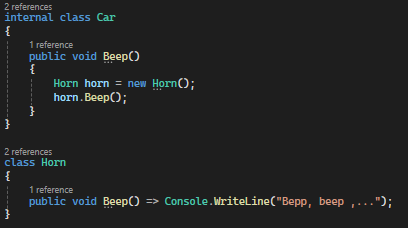 2 references
internal class Car
{
1 reference
public void Beep()
{
Horn horn = new Horn();
horn.Beep();
}
}
2 references
class Horn
{
1 reference
public void Beep() => Console.WriteLine("Bepp, beep ,...");
}